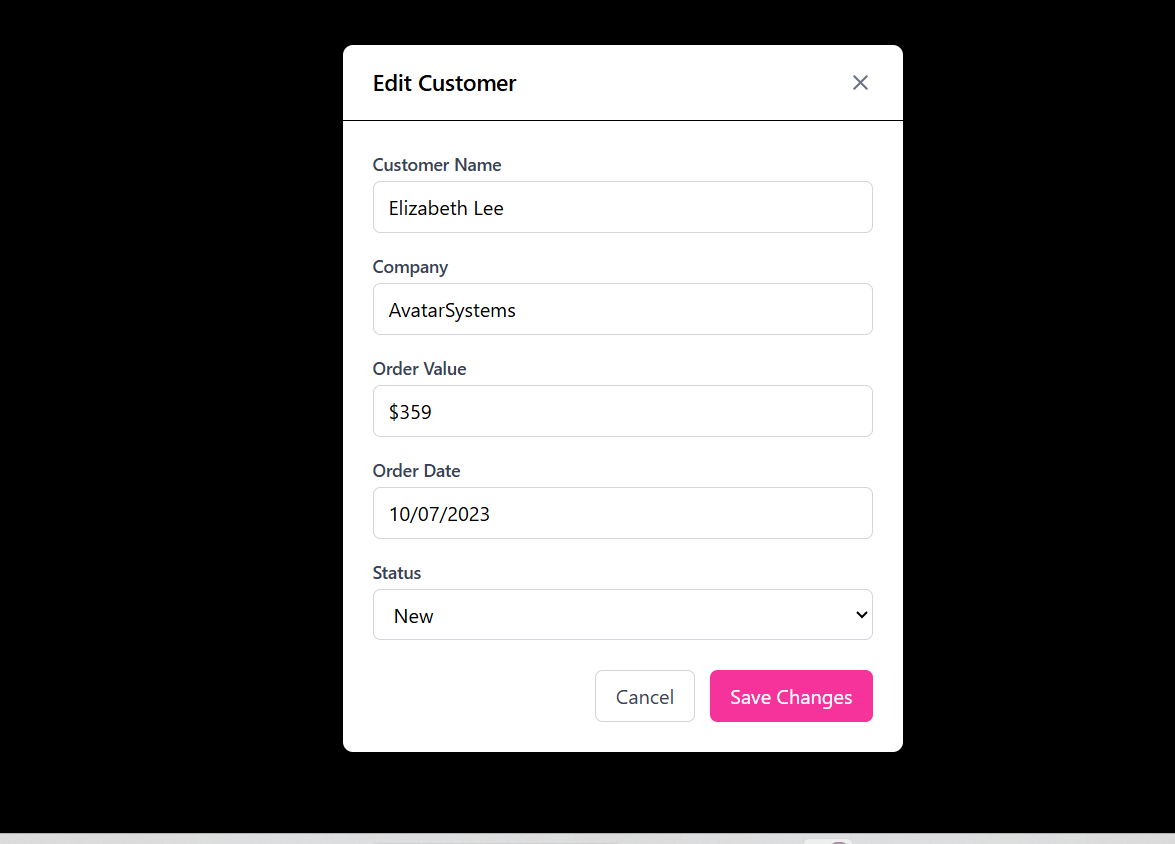 Edit Customer
Customer Name
Elizabeth Lee
Company
AvatarSystems
Order Value
$359
Order Date
10/07/2023
Status
New
Cancel
Save Changes